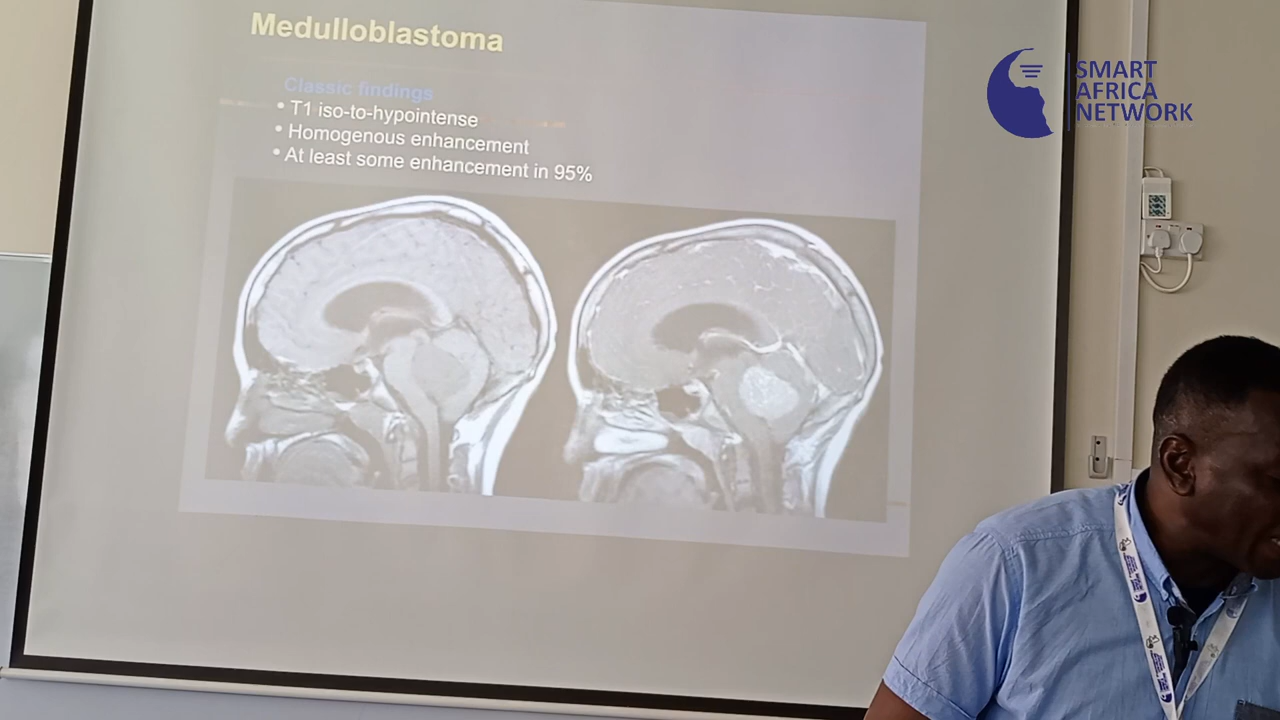 Medulloblastoma
Classic findings
• T1 iso-to-hypointense
• Homogenous enhancement
• At least some enhancement in 95%
SMART
AFRICA
NETWORK